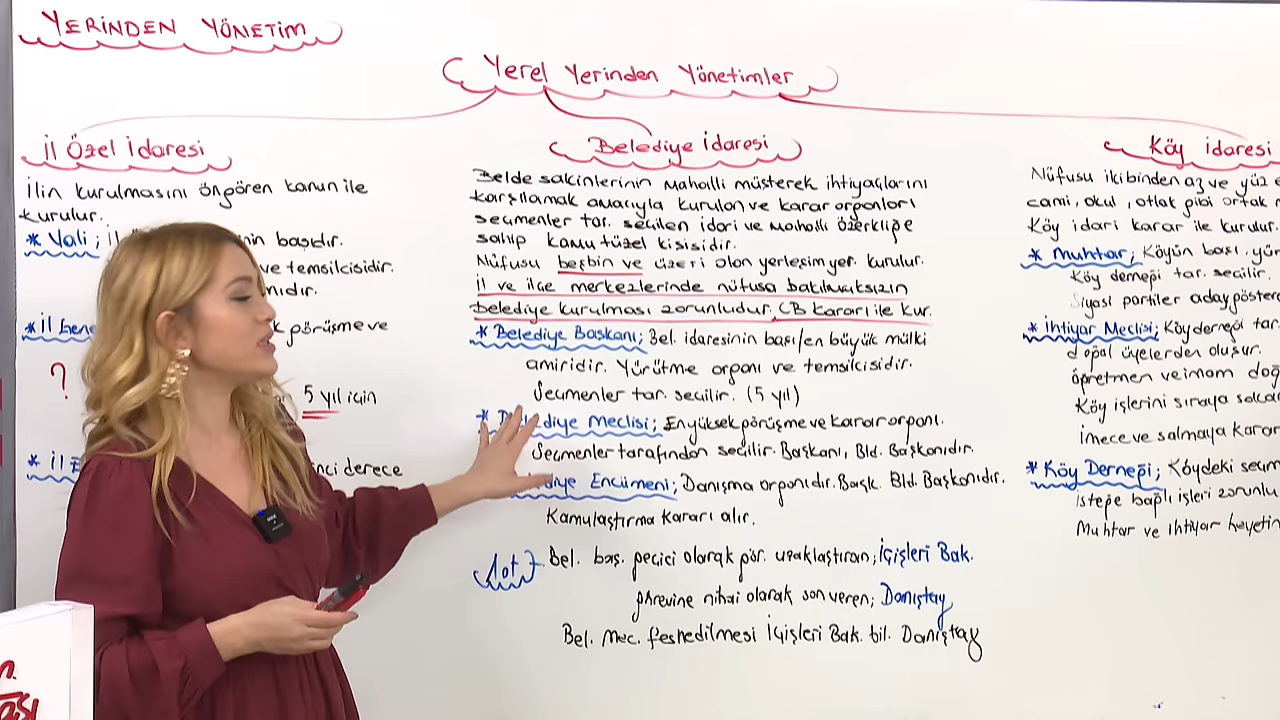 YERİNDEN YÖNETİM
Yerel Yerinden Yönetimler
İl Özel İdaresi
İlin kurulmasını öngören kanun ile
kurulur.
* Vali; İ nin başıdır.
ve temsilcisidir.
* İl Gene görüşme ve
?
5 yıl için
* İl E nci derece
Belediye İdaresi
Belde sakinlerinin mahalli müşterek ihtiyaçlarını
karşılamak amacıyla kurulan ve karar organları
seçmenler tar. seçilen idari ve mahalli özerkliğe
sahip kamu tüzel kişisidir.
Nüfusu beşbin ve üzeri olan yerleşim yer. kurulur.
İl ve ilçe merkezlerinde nüfusa bakılmaksızın
belediye kurulması zorunludur. CB Kararı ile kur.
* Belediye Başkanı; Bel. idaresinin başı/en büyük mülki
amiridir. Yürütme organı ve temsilcisidir.
Seçmenler tar. seçilir. (5 yıl)
* Belediye Meclisi; En yüksek görüşme ve karar organı.
Seçmenler tarafından seçilir. Başkanı, Bld. Başkanıdır.
diye Encümeni; Danışma organıdır. Başk. Bld. Başkanıdır.
Kamulaştırma kararı alır.
Not Bel. baş. geçici olarak gör. uzaklaştıran; İçişleri Bak.
görevine nihai olarak son veren; Danıştay
Bel. Mec. feshedilmesi İçişleri Bak. bil. Danıştay
Köy İdaresi
Nüfusu ikibinden az ve yüz e
cami, okul, otlak gibi ortak m
Köy idari karar ile kurulur.
* Muhtar; Köyün başı, yür
Köy derneği tar. seçilir.
Siyasi partiler aday göster
* İhtiyar Meclisi; Köy derneği tar.
doğal üyelerden oluşur.
öğretmen ve imam doğ
Köy işlerini sıraya
imece ve salmaya karar
* Köy Derneği; Köydeki seçm
isteğe bağlı işleri zorunlu
Muhtar ve ihtiyar heyetin